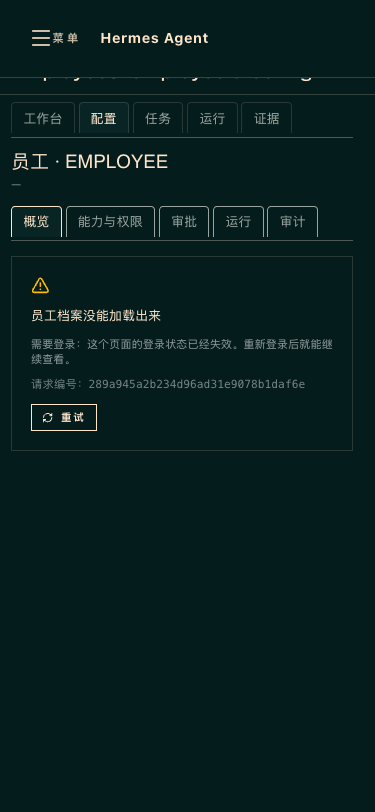 菜单
Hermes Agent
工作台
配置
任务
运行
证据
员工 · EMPLOYEE
—
概览
能力与权限
审批
运行
审计
员工档案没能加载出来
需要登录：这个页面的登录状态已经失效。重新登录后就能继
续查看。
请求编号：289a945a2b234d96ad31e9078b1daf6e
重试